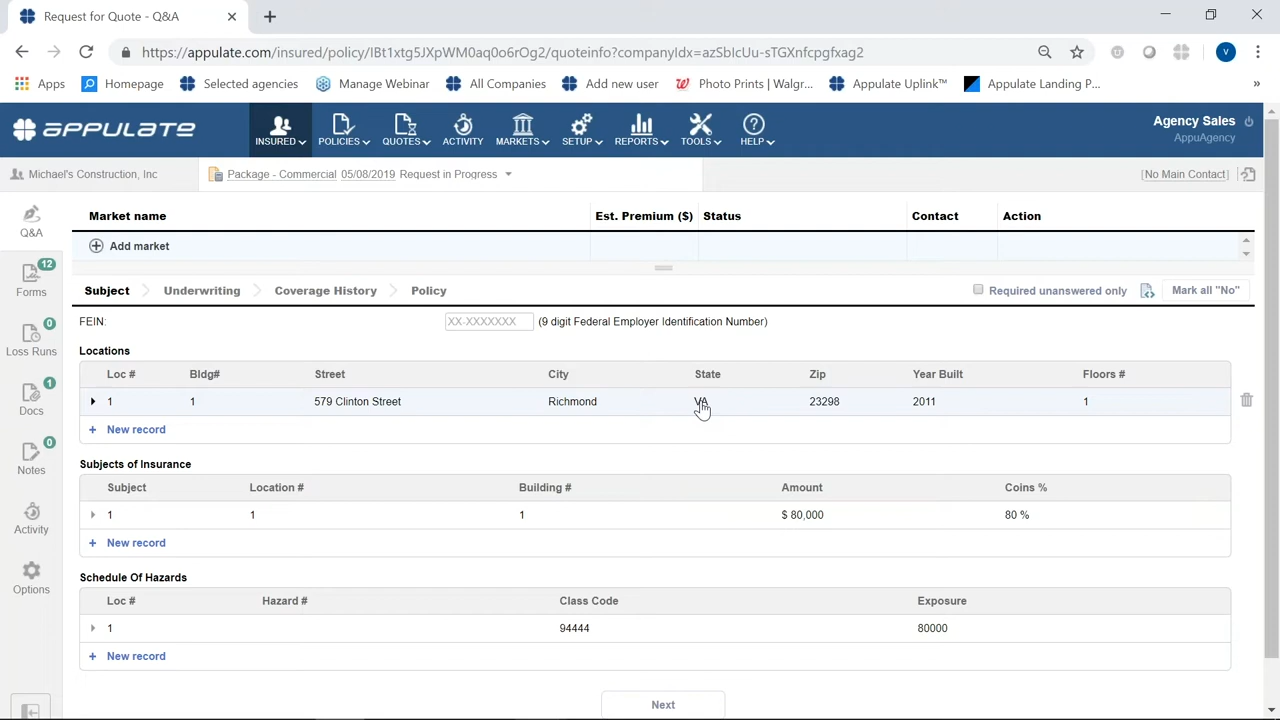 Request for Quote - Q&A
https://appulate.com/insured/policy/IBt1xtg5JXpWM0aq0o6rOg2/quoteinfo?companyIdx=azSbIcUu-sTGXnfcpgfxag2
V
Apps Homepage Selected agencies Manage Webinar All Companies Add new user Photo Prints | Walgr... Appulate Uplink™ Appulate Landing P... »
APPULATE
INSURED POLICIES QUOTES ACTIVITY MARKETS SETUP REPORTS TOOLS HELP
Agency Sales
AppuAgency
Michael's Construction, Inc
Package - Commercial 05/08/2019 Request in Progress
[No Main Contact]
Q&A
Forms 12
Loss Runs 0
Docs 1
Notes 0
Activity
Options
Market name Est. Premium ($) Status Contact Action
Add market
Subject Underwriting Coverage History Policy
Required unanswered only Mark all "No"
FEIN: XX-XXXXXXX (9 digit Federal Employer Identification Number)
Locations
Loc # Bldg# Street City State Zip Year Built Floors #
1 1 579 Clinton Street Richmond VA 23298 2011 1
+ New record
Subjects of Insurance
Subject Location # Building # Amount Coins %
1 1 1 $ 80,000 80 %
+ New record
Schedule Of Hazards
Loc # Hazard # Class Code Exposure
1 94444 80000
+ New record
Next